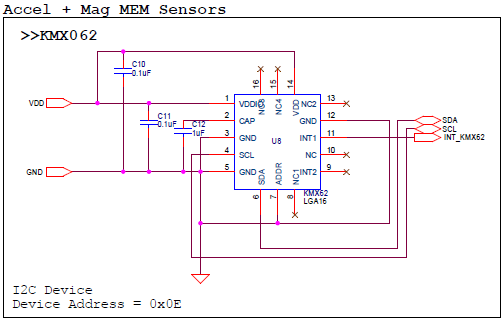 Accel + Mag MEM Sensors
>>KMX062
C10
0.1uF
C11
0.1uF
C12
1uF
VDD
GND
16
15
14
NC3
NC4
VDD
1
VDDIO
2
CAP
3
GND
4
SCL
5
GND
13
NC2
12
GND
11
INT1
10
NC
9
INT2
U8
SDA
ADDR
NC1
6
7
8
KMX62
LGA16
SDA
SCL
INT_KMX62
I2C Device
Device Address = 0x0E